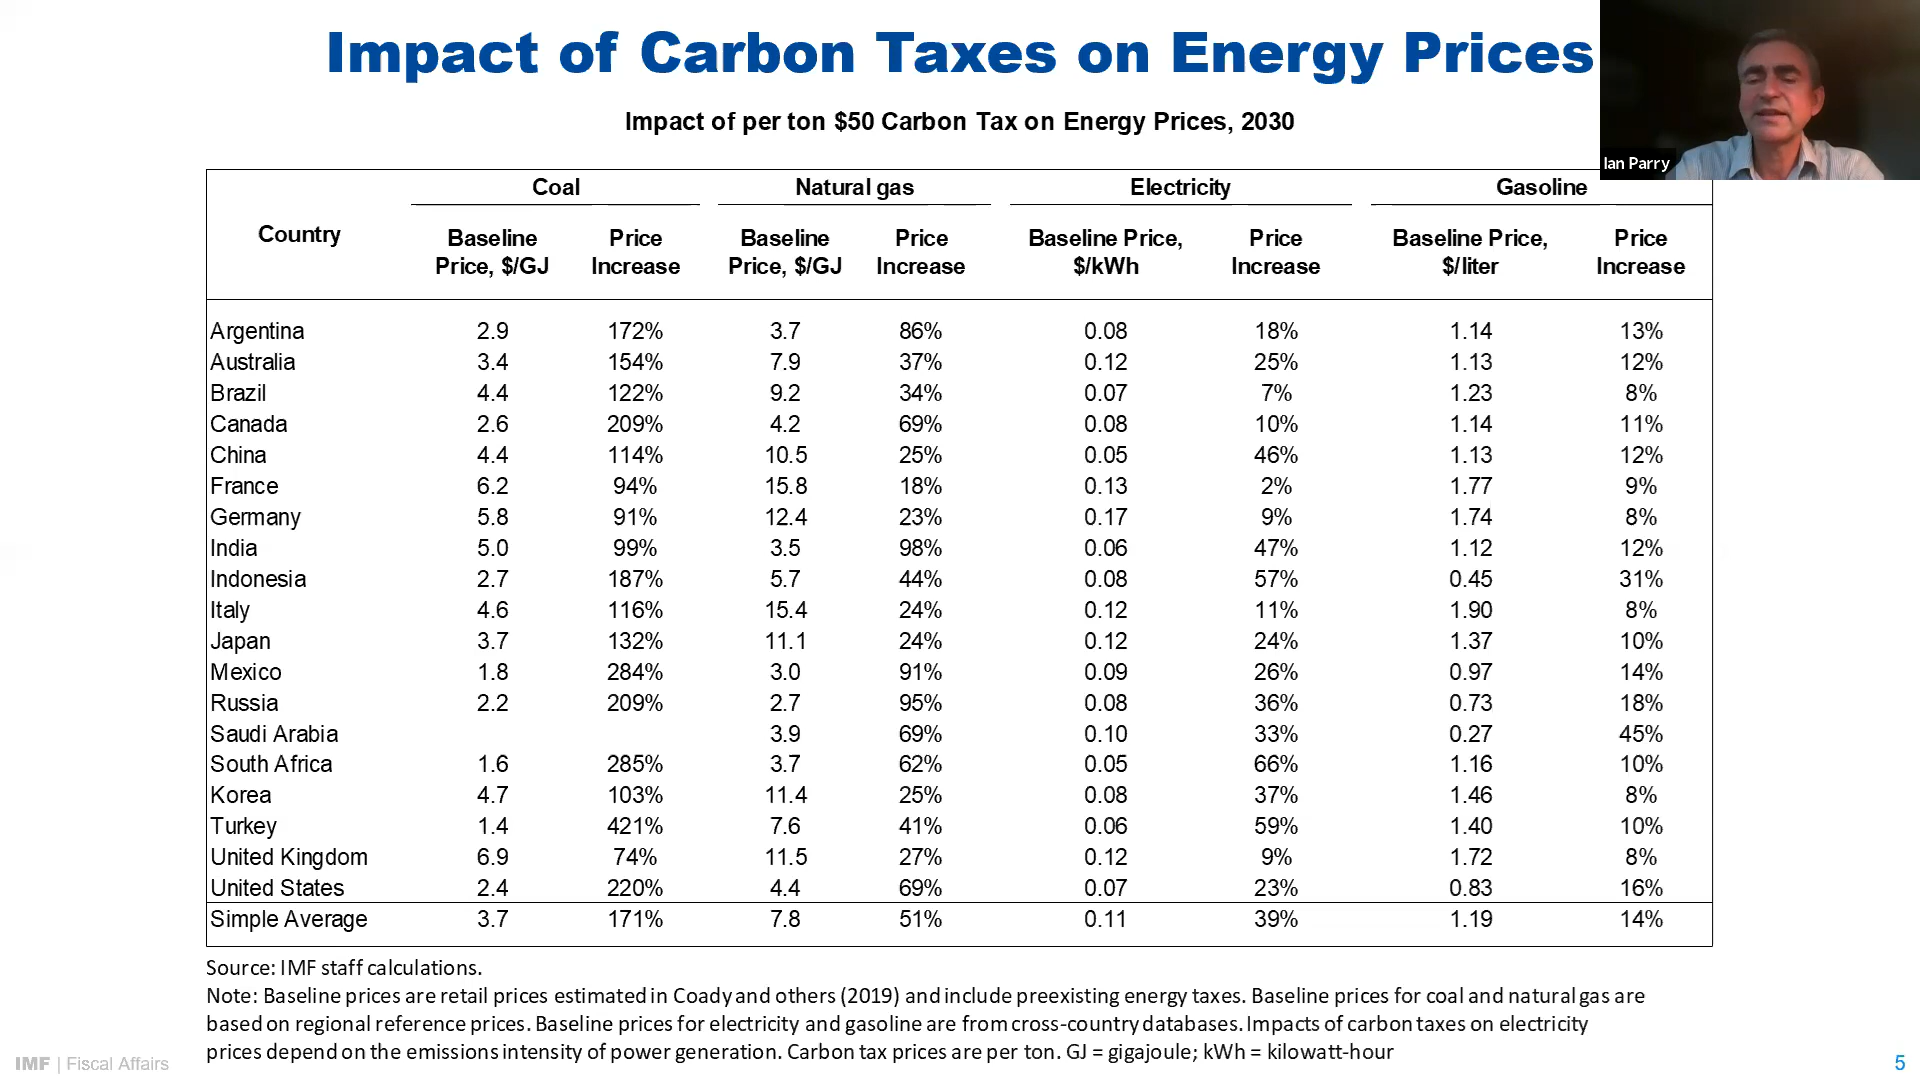 Impact of Carbon Taxes on Energy Prices
Ian Parry
Impact of per ton $50 Carbon Tax on Energy Prices, 2030
Country Coal Natural gas Electricity Gasoline
Baseline Price, $/GJ Price Increase Baseline Price, $/GJ Price Increase Baseline Price, $/kWh Price Increase Baseline Price, $/liter Price Increase
Argentina 2.9 172% 3.7 86% 0.08 18% 1.14 13%
Australia 3.4 154% 7.9 37% 0.12 25% 1.13 12%
Brazil 4.4 122% 9.2 34% 0.07 7% 1.23 8%
Canada 2.6 209% 4.2 69% 0.08 10% 1.14 11%
China 4.4 114% 10.5 25% 0.05 46% 1.13 12%
France 6.2 94% 15.8 18% 0.13 2% 1.77 9%
Germany 5.8 91% 12.4 23% 0.17 9% 1.74 8%
India 5.0 99% 3.5 98% 0.06 47% 1.12 12%
Indonesia 2.7 187% 5.7 44% 0.08 57% 0.45 31%
Italy 4.6 116% 15.4 24% 0.12 11% 1.90 8%
Japan 3.7 132% 11.1 24% 0.12 24% 1.37 10%
Mexico 1.8 284% 3.0 91% 0.09 26% 0.97 14%
Russia 2.2 209% 2.7 95% 0.08 36% 0.73 18%
Saudi Arabia 3.9 69% 0.10 33% 0.27 45%
South Africa 1.6 285% 3.7 62% 0.05 66% 1.16 10%
Korea 4.7 103% 11.4 25% 0.08 37% 1.46 8%
Turkey 1.4 421% 7.6 41% 0.06 59% 1.40 10%
United Kingdom 6.9 74% 11.5 27% 0.12 9% 1.72 8%
United States 2.4 220% 4.4 69% 0.07 23% 0.83 16%
Simple Average 3.7 171% 7.8 51% 0.11 39% 1.19 14%
Source: IMF staff calculations.
Note: Baseline prices are retail prices estimated in Coady and others (2019) and include preexisting energy taxes. Baseline prices for coal and natural gas are
based on regional reference prices. Baseline prices for electricity and gasoline are from cross-country databases. Impacts of carbon taxes on electricity
prices depend on the emissions intensity of power generation. Carbon tax prices are per ton. GJ = gigajoule; kWh = kilowatt-hour
IMF | Fiscal Affairs
5